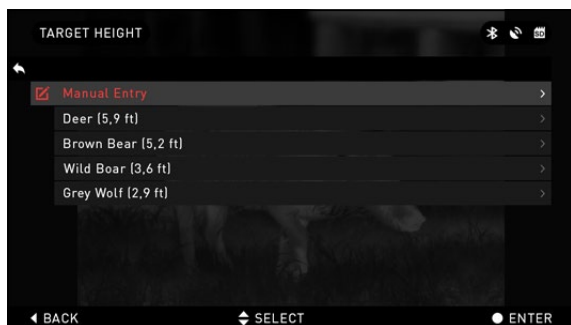 TARGET HEIGHT
SD
Manual Entry
Deer (5,9 ft)
Brown Bear (5,2 ft)
Wild Boar (3,6 ft)
Grey Wolf (2,9 ft)
BACK SELECT ENTER